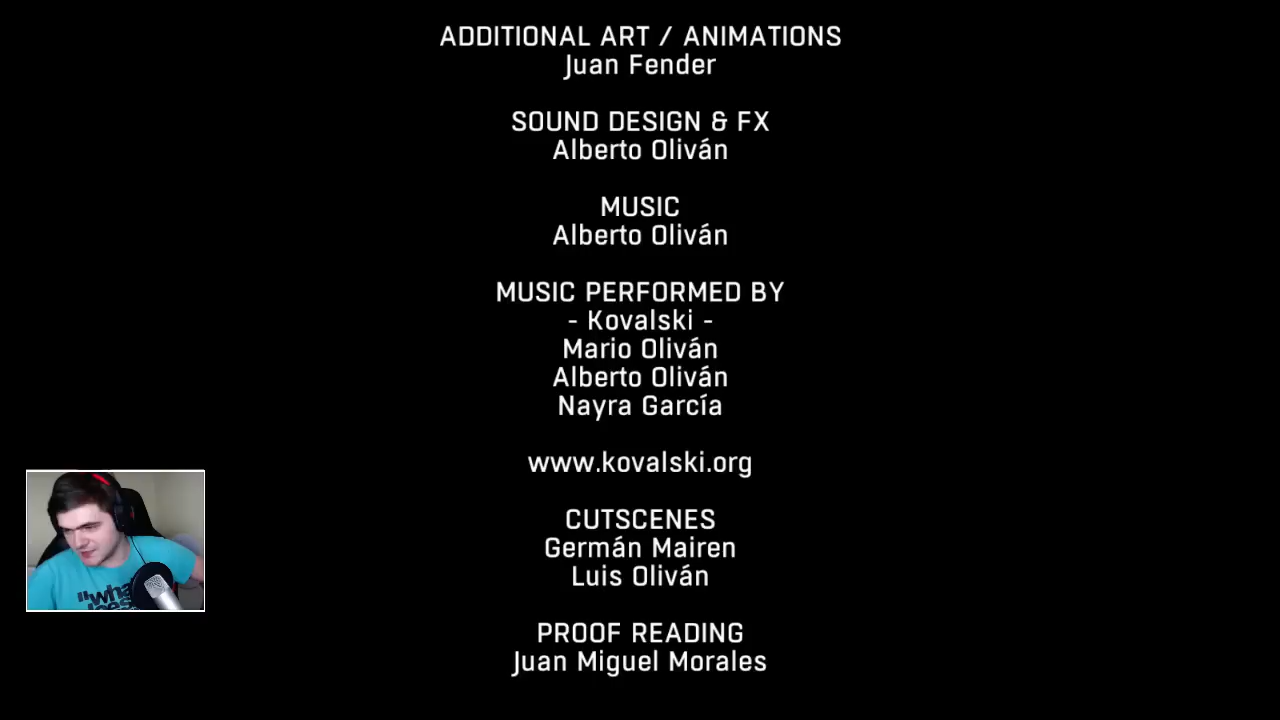 ADDITIONAL ART / ANIMATIONS
Juan Fender
SOUND DESIGN & FX
Alberto Oliván
MUSIC
Alberto Oliván
MUSIC PERFORMED BY
- Kovalski -
Mario Oliván
Alberto Oliván
Nayra García
www.kovalski.org
CUTSCENES
Germán Mairen
Luis Oliván
PROOF READING
Juan Miguel Morales